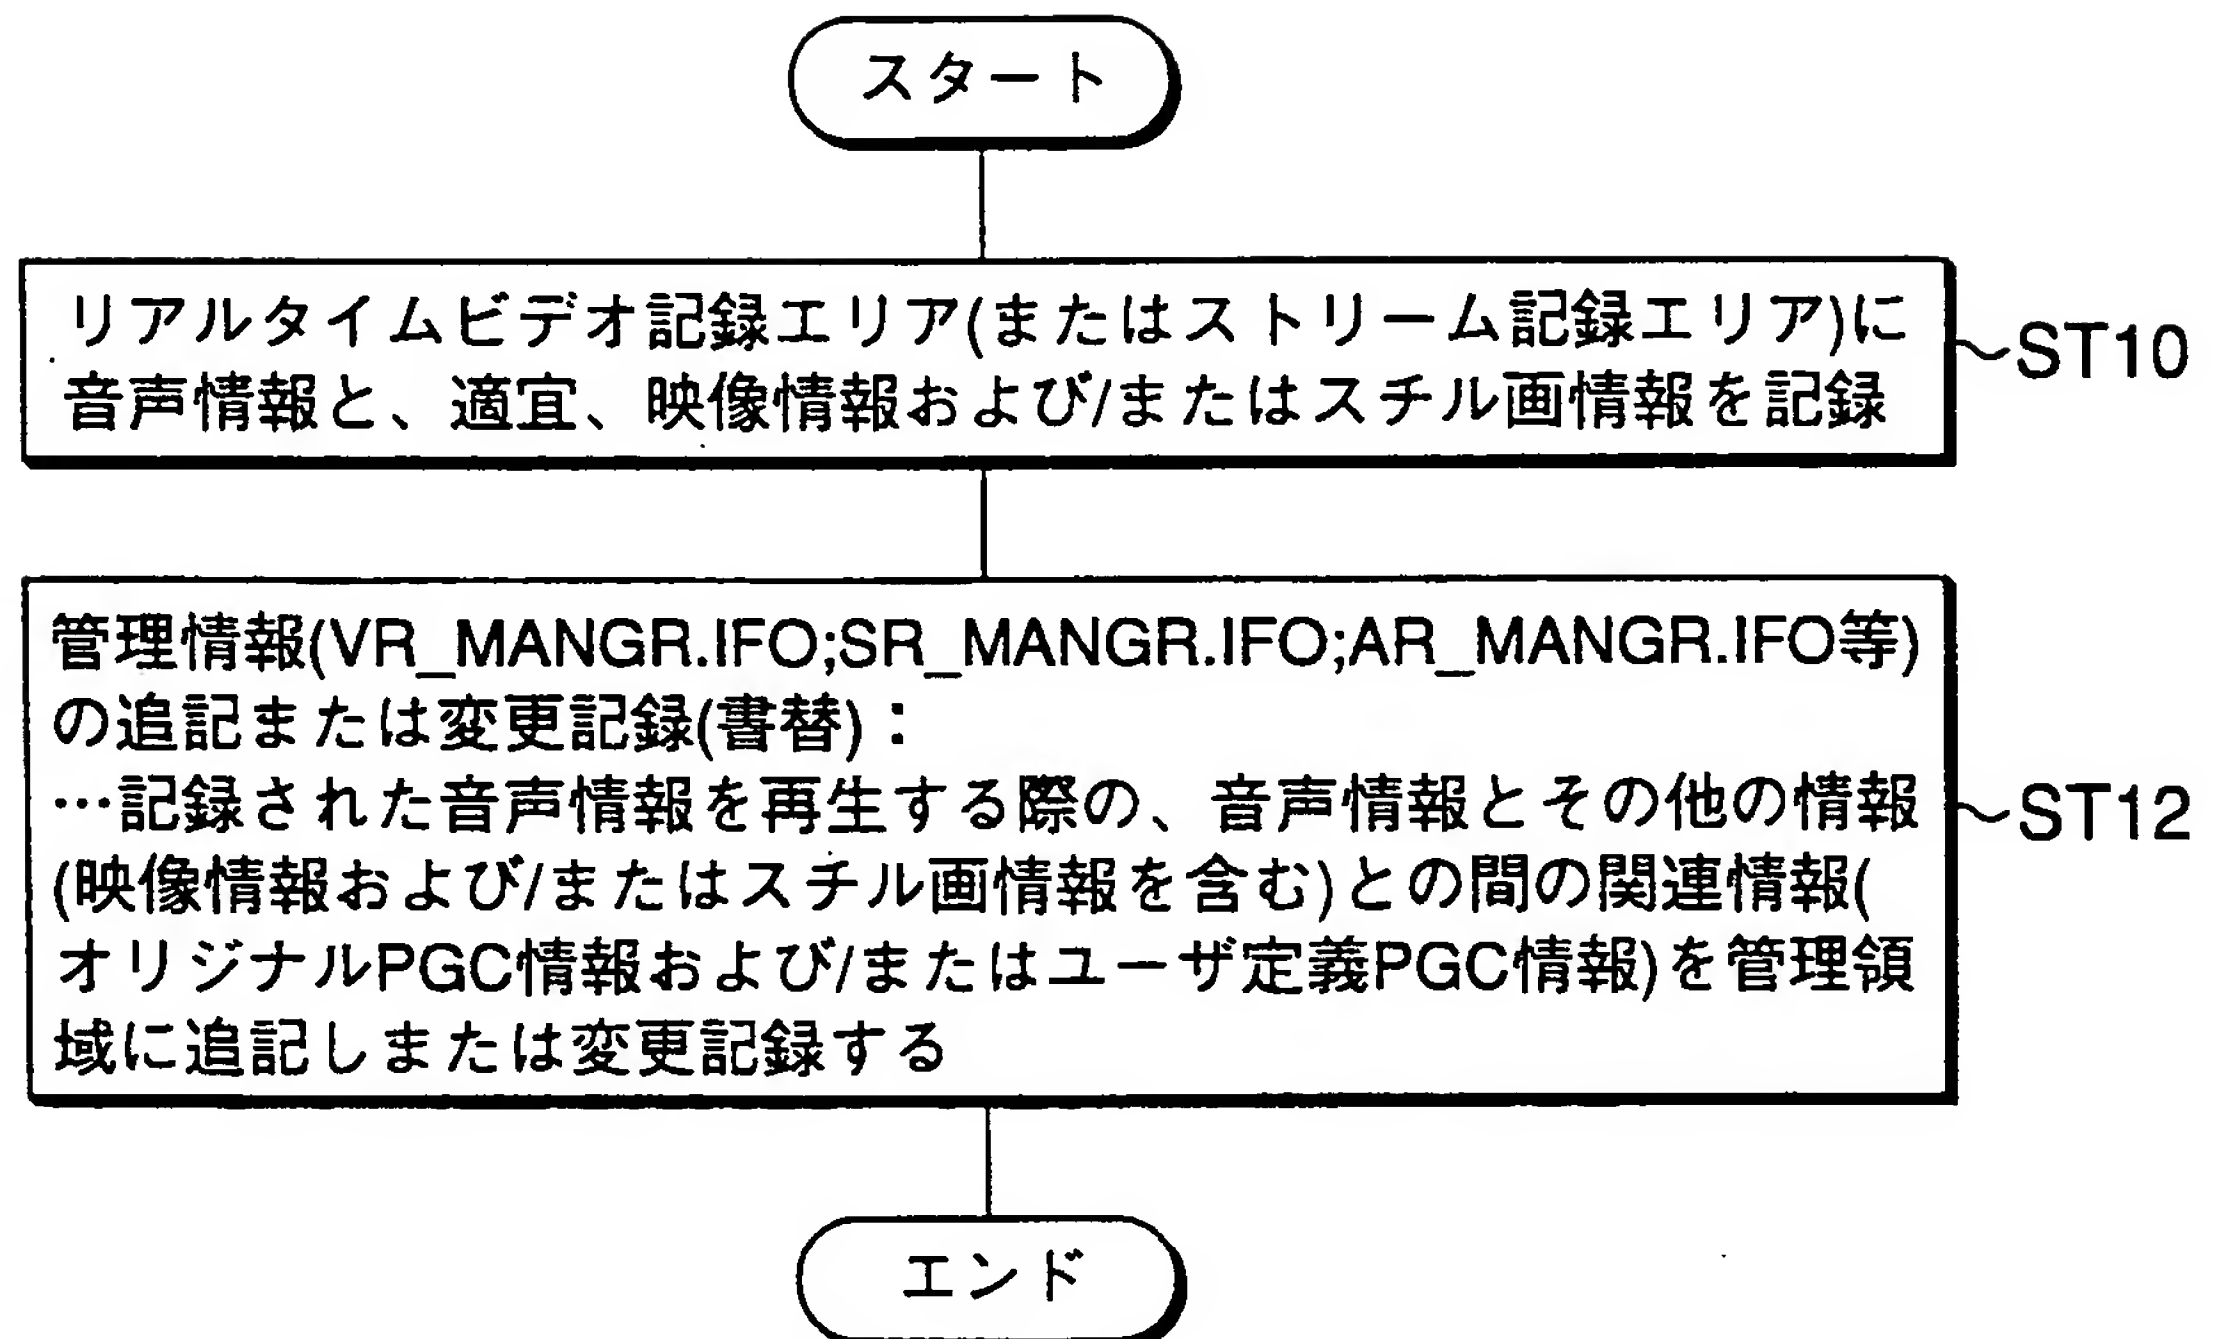 スタート
リアルタイムビデオ記録エリア(またはストリーム記録エリア)に
音声情報と、適宜、映像情報および/またはスチル画情報を記録
ST10
管理情報(VR_MANGR.IFO;SR_MANGR.IFO;AR_MANGR.IFO等)
の追記または変更記録(書替)：
…記録された音声情報を再生する際の、音声情報とその他の情報
(映像情報および/またはスチル画情報を含む)との間の関連情報(
オリジナルPGC情報および/またはユーザ定義PGC情報)を管理領
域に追記しまたは変更記録する
ST12
エンド